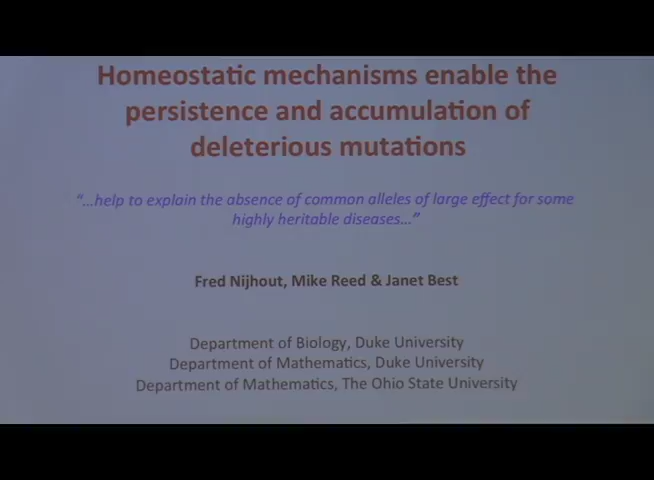 Homeostatic mechanisms enable the
persistence and accumulation of
deleterious mutations
“…help to explain the absence of common alleles of large effect for some
highly heritable diseases…”
Fred Nijhout, Mike Reed & Janet Best
Department of Biology, Duke University
Department of Mathematics, Duke University
Department of Mathematics, The Ohio State University